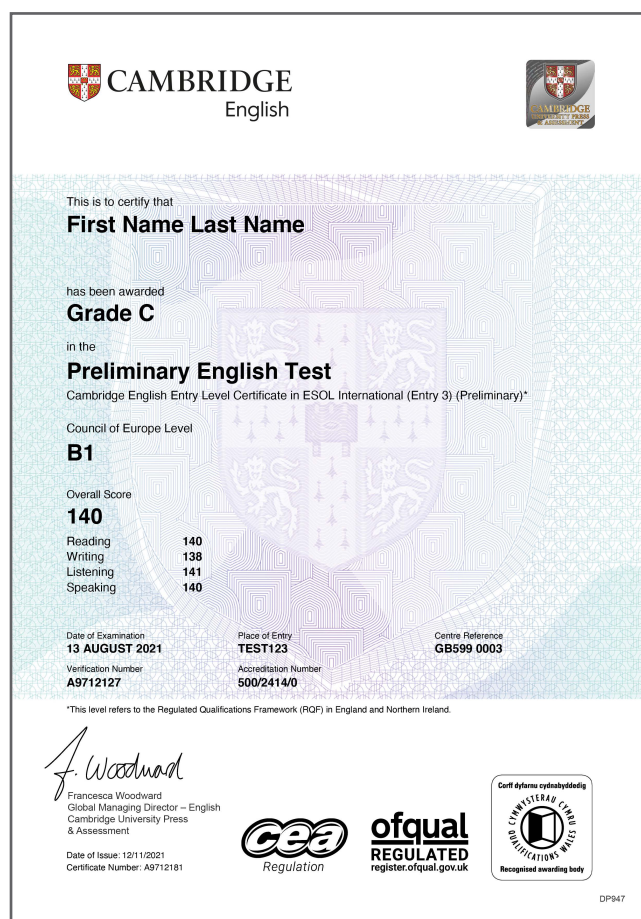 CAMBRIDGE
English
CAMBRIDGE
UNIVERSITY PRESS
& ASSESSMENT
This is to certify that
First Name Last Name
has been awarded
Grade C
in the
Preliminary English Test
Cambridge English Entry Level Certificate in ESOL International (Entry 3) (Preliminary)*
Council of Europe Level
B1
Overall Score
140
Reading 140
Writing 138
Listening 141
Speaking 140
Date of Examination Place of Entry Centre Reference
13 AUGUST 2021 TEST123 GB599 0003
Verification Number Accreditation Number
A9712127 500/2414/0
*This level refers to the Regulated Qualifications Framework (RQF) in England and Northern Ireland.
F. Woodward
Francesca Woodward
Global Managing Director – English
Cambridge University Press
& Assessment
Date of Issue: 12/11/2021
Certificate Number: A9712181
cea
Regulation
ofqual
REGULATED
register.ofqual.gov.uk
Corff dyfarnu cydnabyddedig
CYMWYSTERAU CYMRU
QUALIFICATIONS WALES
Recognised awarding body
DP947